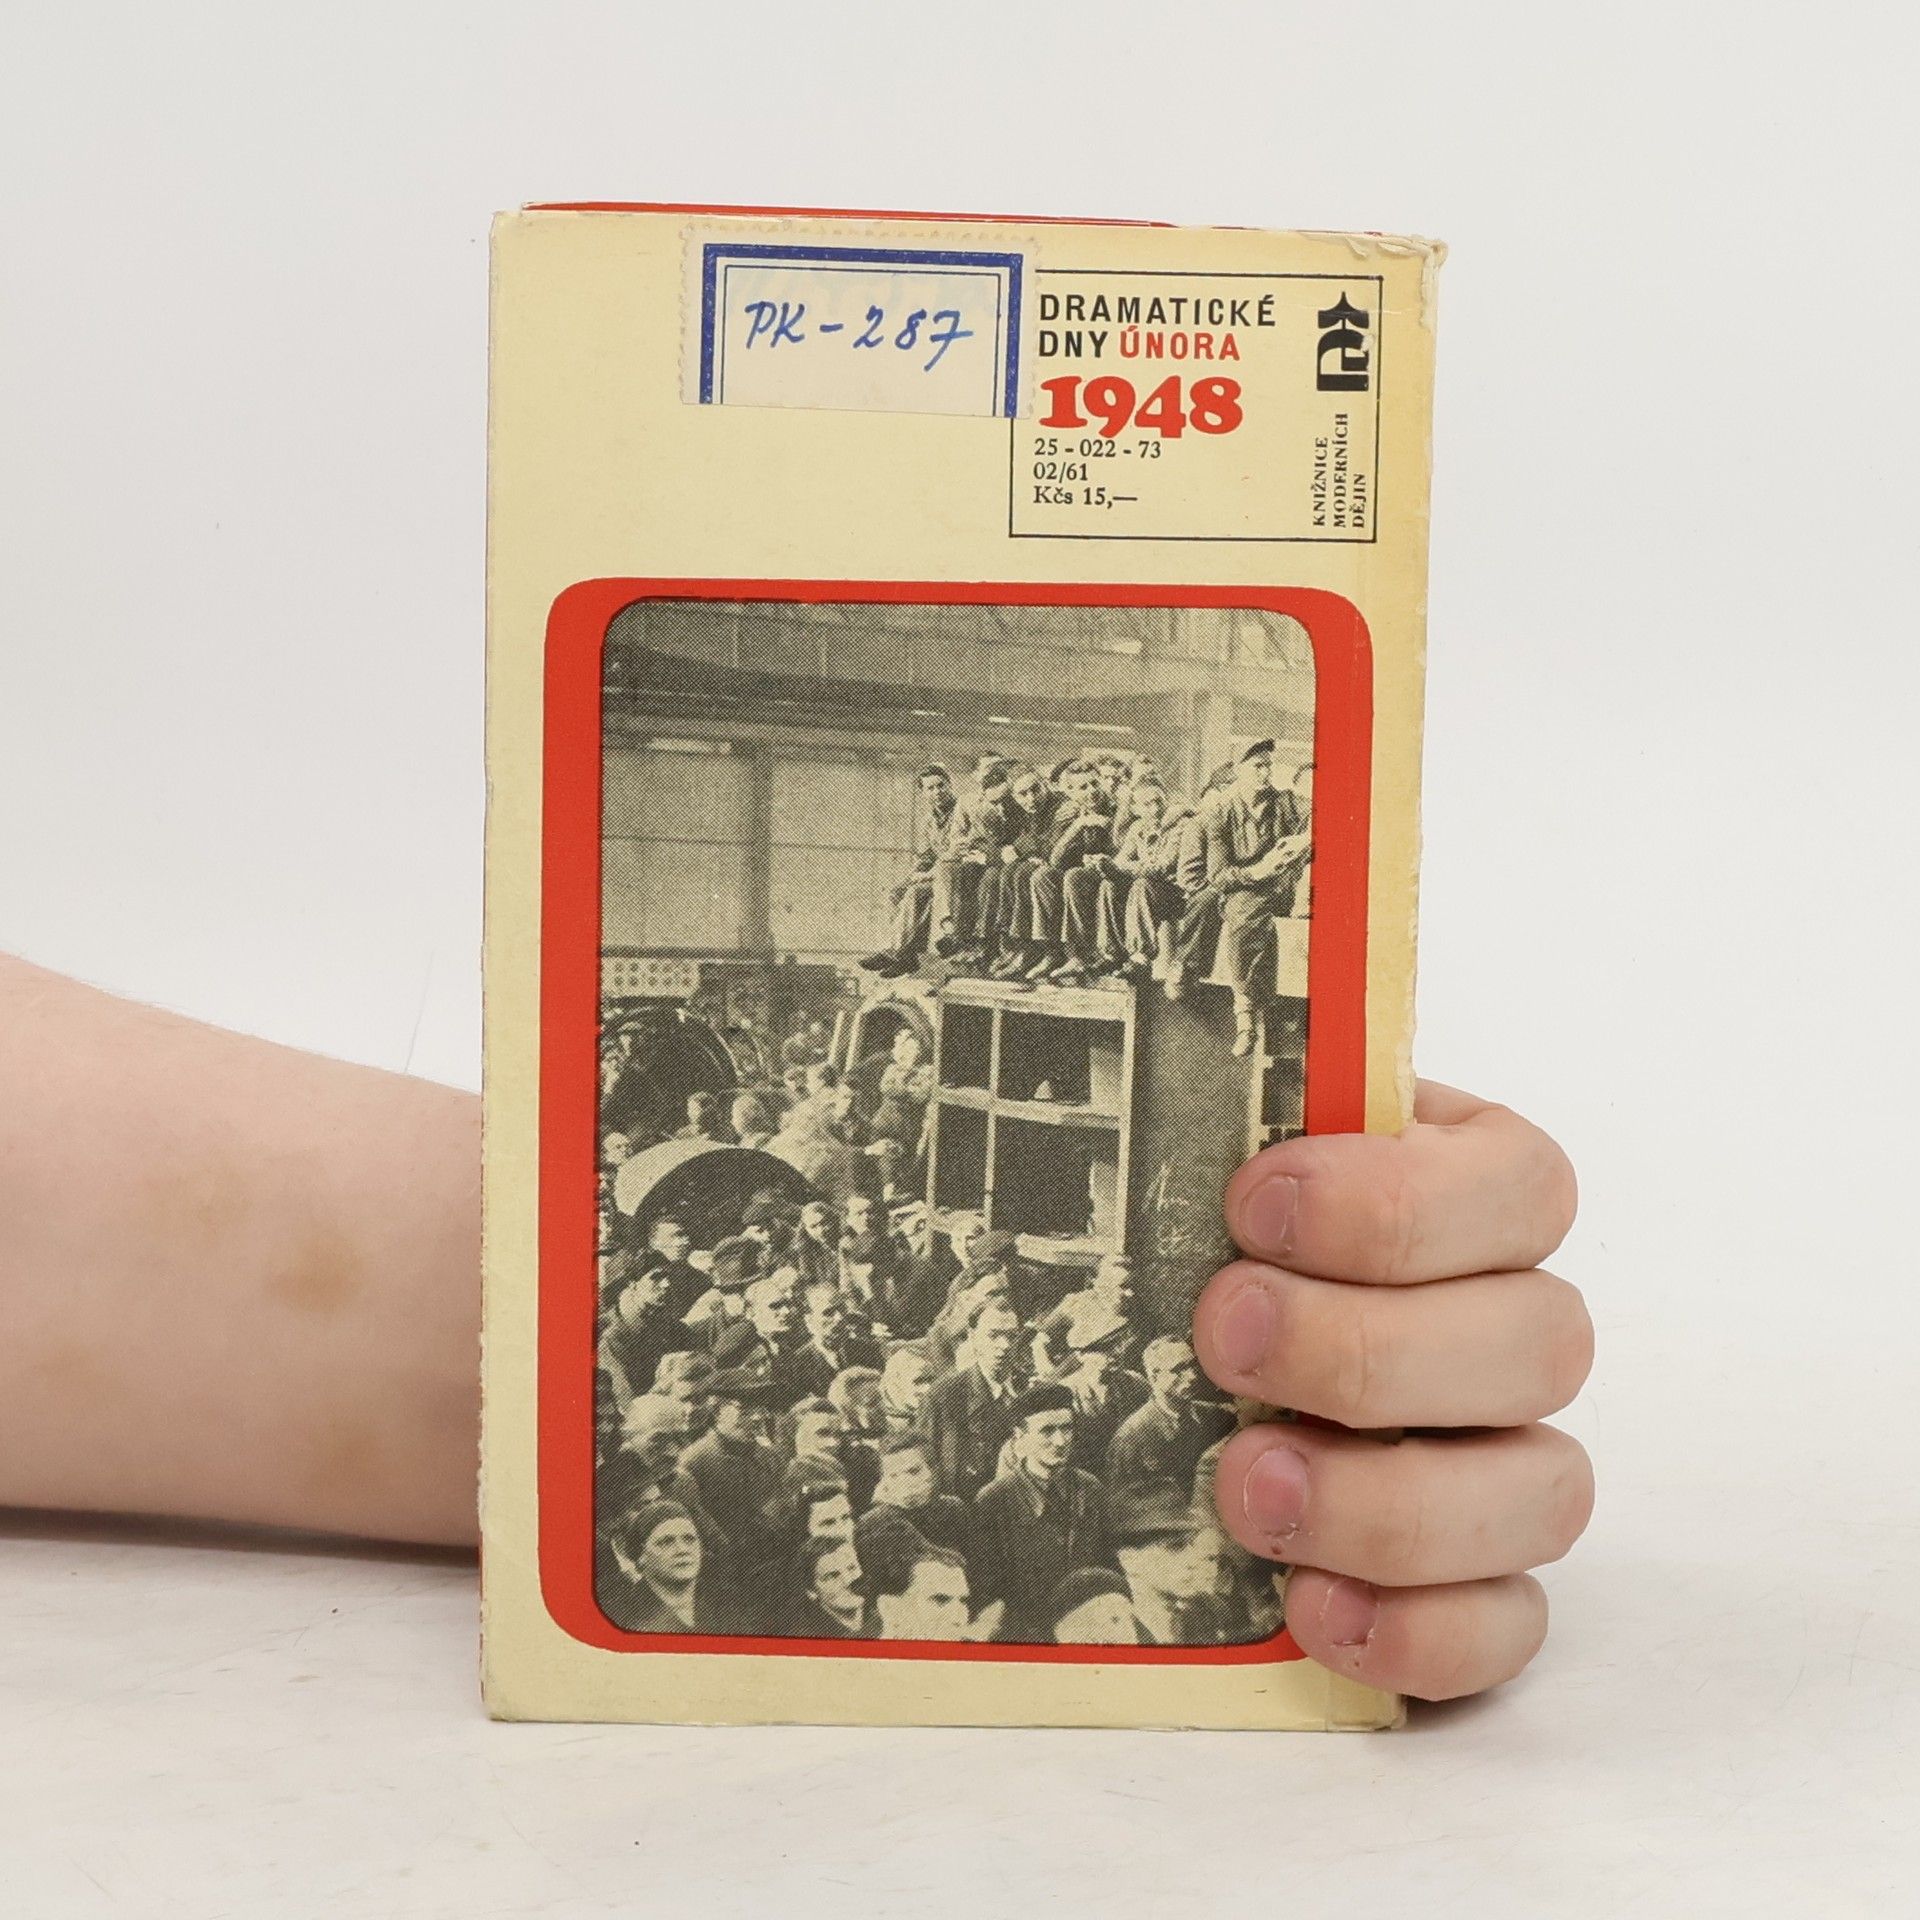 PK-287
DRAMATICKÉ
DNY ÚNORA
1948
25 - 022 - 73
02/61
Kčs 15,—
KNIŽNICE
MODERNÍCH
DĚJIN